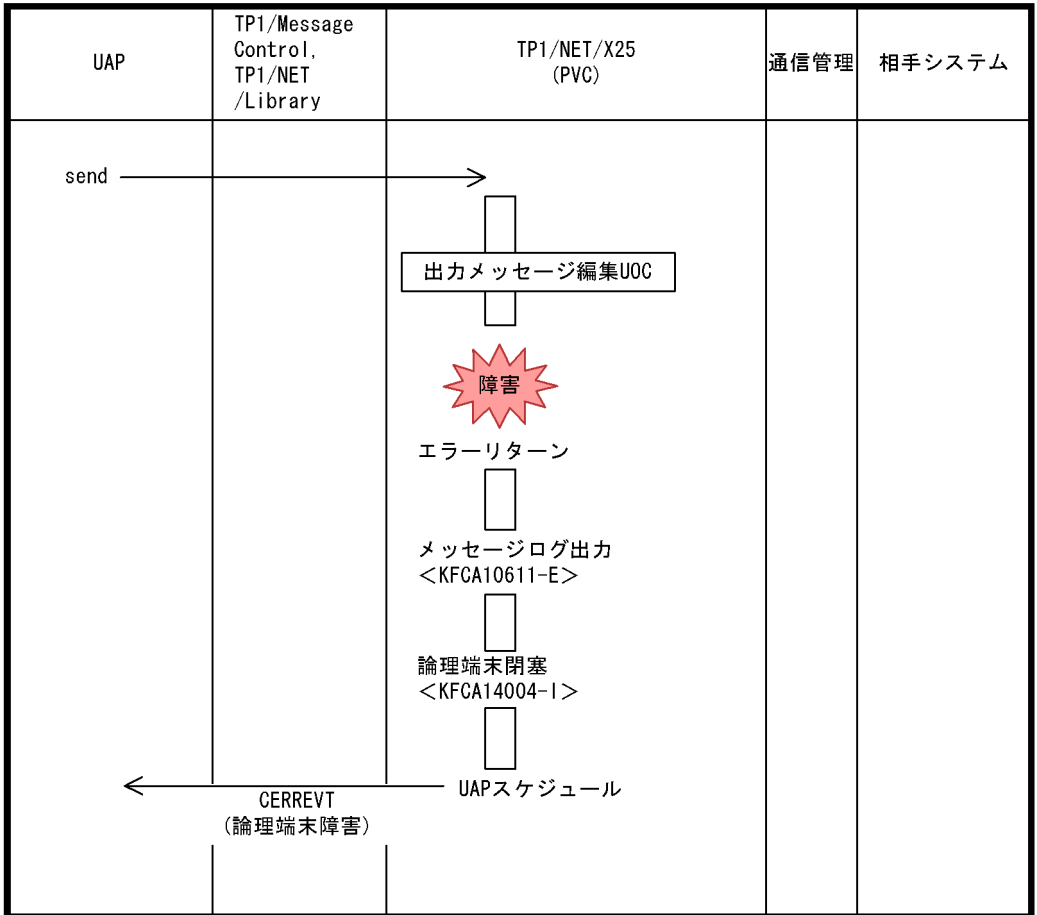 UAP
TP1/Message
Control,
TP1/NET
/Library
TP1/NET/X25
(PVC)
通信管理
相手システム
send
出力メッセージ編集UOC
障害
エラーリターン
メッセージログ出力
＜KFCA10611-E＞
論理端末閉塞
＜KFCA14004-I＞
UAPスケジュール
CERREVT
(論理端末障害)